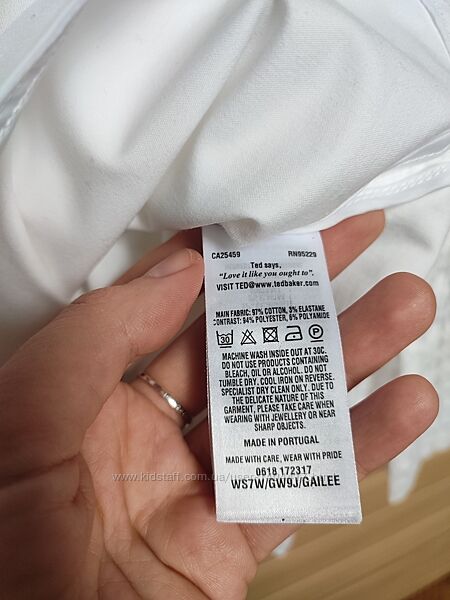 CA25459 RN95229
Ted says,
"Love it like you ought to".
VISIT TED@www.tedbaker.com
MAIN FABRIC: 97% COTTON, 3% ELASTANE
CONTRAST: 94% POLYESTER, 6% POLYAMIDE
30 P
MACHINE WASH INSIDE OUT AT 30C.
DO NOT USE PRODUCTS CONTAINING
BLEACH, OIL OR ALCOHOL. DO NOT
TUMBLE DRY. COOL IRON ON REVERSE.
SPECIALIST DRY CLEAN ONLY. DUE TO
THE DELICATE NATURE OF THIS
GARMENT, PLEASE TAKE CARE WHEN
WEARING WITH JEWELLERY OR NEAR
SHARP OBJECTS.
MADE IN PORTUGAL
MADE WITH CARE, WEAR WITH PRIDE
0618 172317
WS7W/GW9J/GAILEE